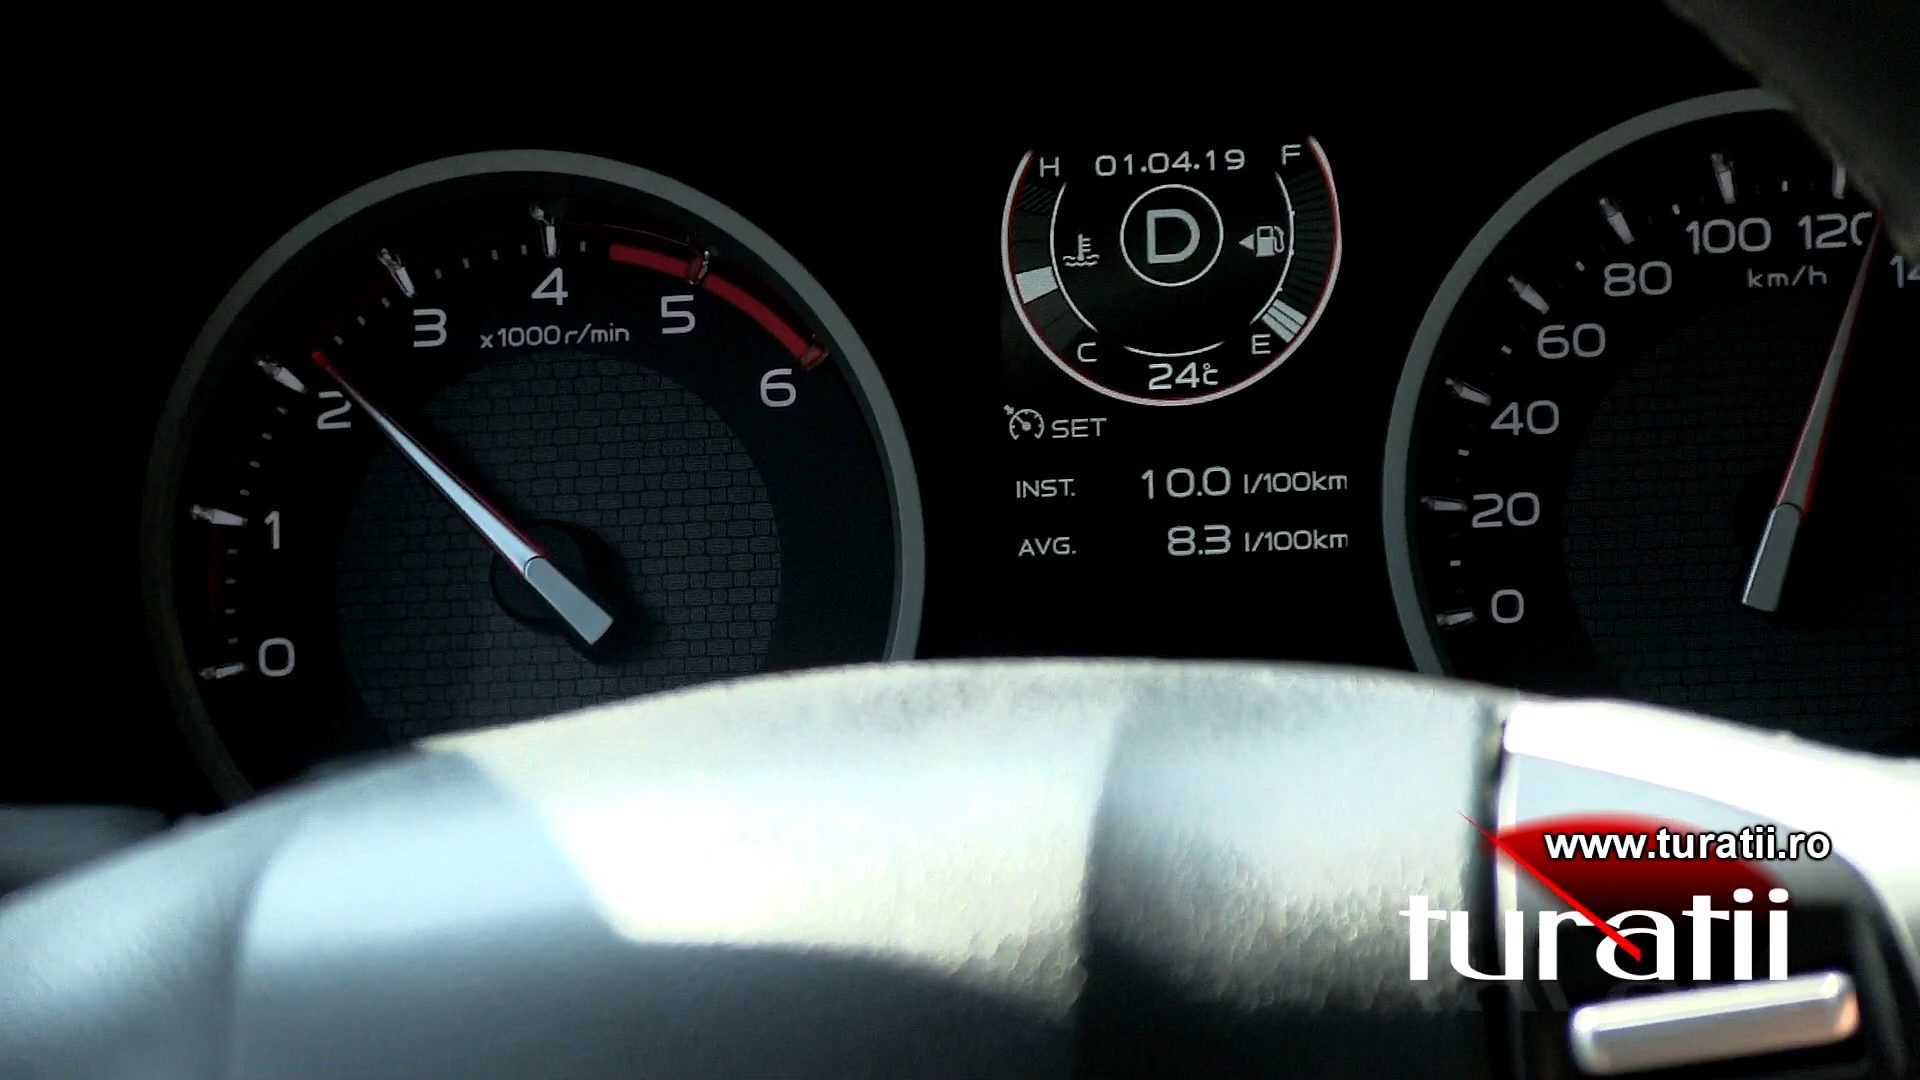 H 01.04.19 F
D
C E
24°C
SET
INST. 10.0 l/100km
AVG. 8.3 l/100km
0 1 2 3 4 5 6
x1000r/min
0 20 40 60 80 100 120
km/h
www.turatii.ro
turatii